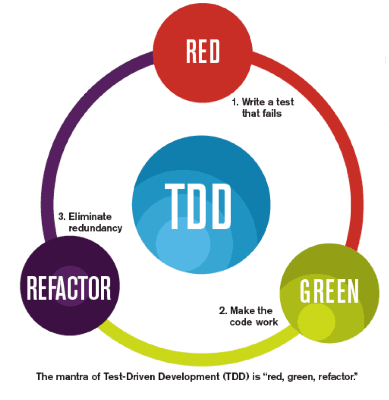 RED
1. Write a test
that fails
TDD
3. Eliminate
redundancy
REFACTOR
GREEN
2. Make the
code work
The mantra of Test-Driven Development (TDD) is “red, green, refactor.”